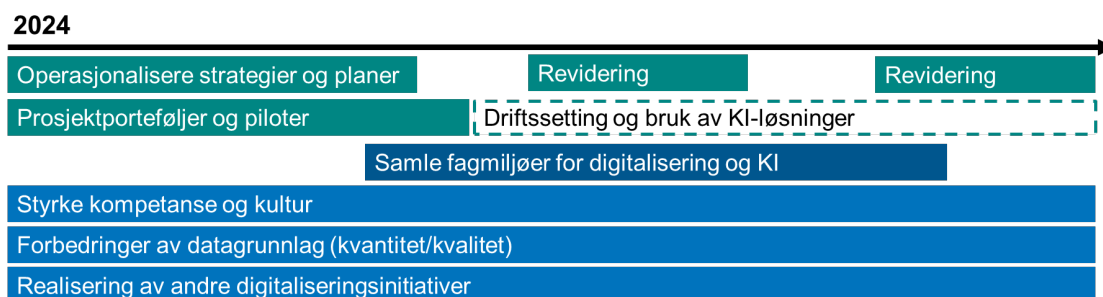 2024
Operasjonalisere strategier og planer
Revidering
Revidering
Prosjektporteføljer og piloter
Driftssetting og bruk av KI-løsninger
Samle fagmiljøer for digitalisering og KI
Styrke kompetanse og kultur
Forbedringer av datagrunnlag (kvantitet/kvalitet)
Realisering av andre digitaliseringsinitiativer